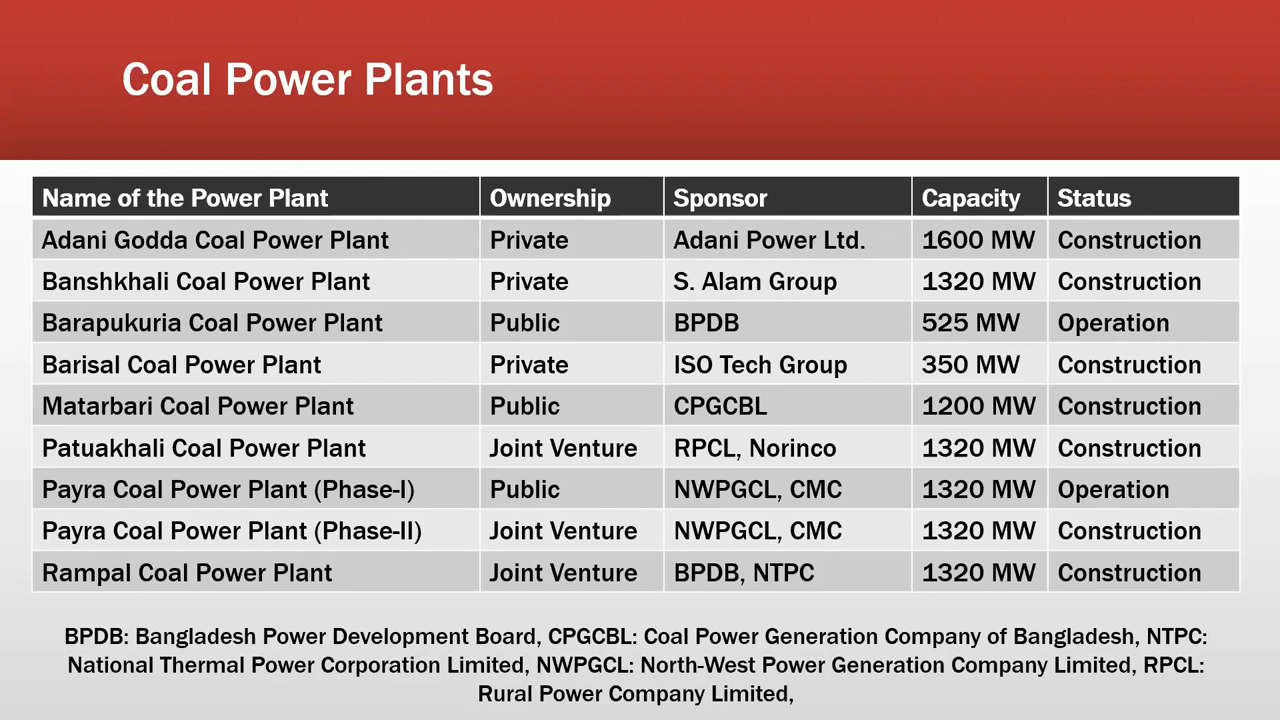 Coal Power Plants
Name of the Power Plant Ownership Sponsor Capacity Status
Adani Godda Coal Power Plant Private Adani Power Ltd. 1600 MW Construction
Banshkhali Coal Power Plant Private S. Alam Group 1320 MW Construction
Barapukuria Coal Power Plant Public BPDB 525 MW Operation
Barisal Coal Power Plant Private ISO Tech Group 350 MW Construction
Matarbari Coal Power Plant Public CPGCBL 1200 MW Construction
Patuakhali Coal Power Plant Joint Venture RPCL, Norinco 1320 MW Construction
Payra Coal Power Plant (Phase-I) Public NWPGCL, CMC 1320 MW Operation
Payra Coal Power Plant (Phase-II) Joint Venture NWPGCL, CMC 1320 MW Construction
Rampal Coal Power Plant Joint Venture BPDB, NTPC 1320 MW Construction
BPDB: Bangladesh Power Development Board, CPGCBL: Coal Power Generation Company of Bangladesh, NTPC:
National Thermal Power Corporation Limited, NWPGCL: North-West Power Generation Company Limited, RPCL:
Rural Power Company Limited,